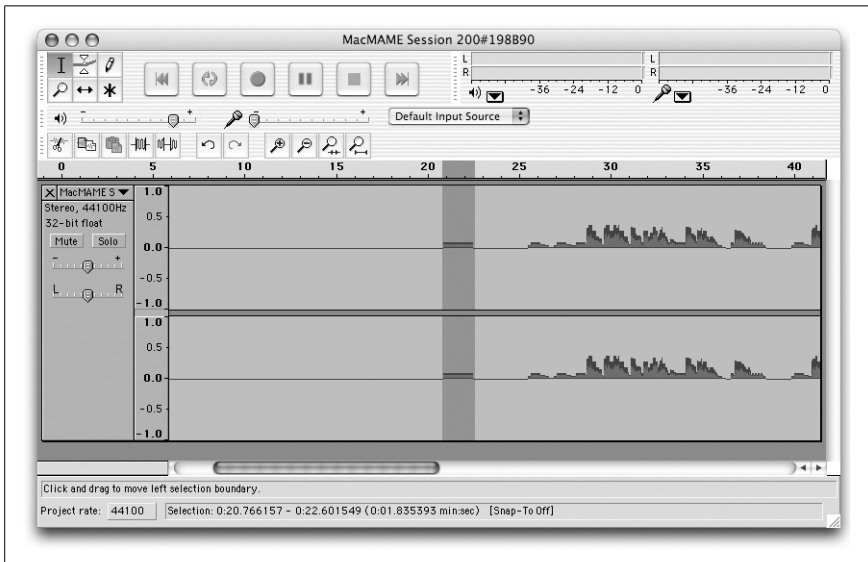 MacMAME Session 200#198B90
L
R
-36 -24 -12 0
L
R
-36 -24 -12 0
- +
- +
Default Input Source
0 5 10 15 20 25 30 35 40
X MacMAME S
Stereo, 44100Hz
32-bit float
Mute Solo
- +
L R
1.0
0.5
0.0
-0.5
-1.0
1.0
0.5
0.0
-0.5
-1.0
Click and drag to move left selection boundary.
Project rate: 44100 Selection: 0:20.766157 - 0:22.601549 (0:01.835393 min:sec) [Snap-To Off]